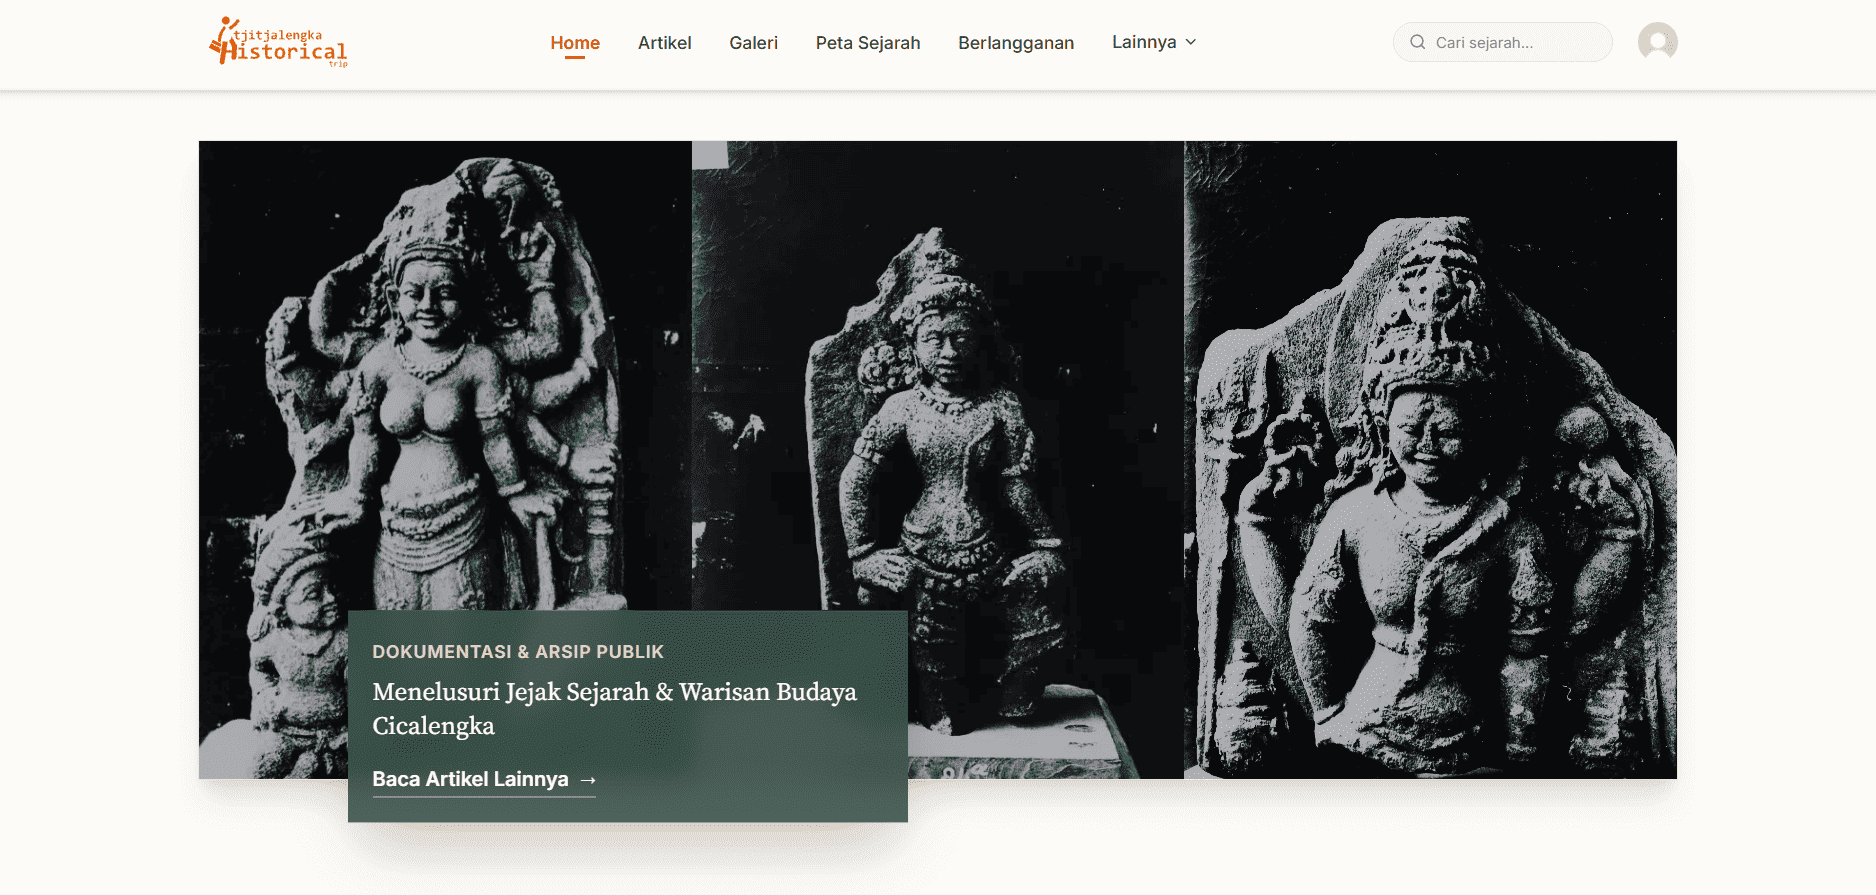 tjitjalengka
Historical
trip
Home
Artikel
Galeri
Peta Sejarah
Berlangganan
Lainnya
Cari sejarah...
DOKUMENTASI & ARSIP PUBLIK
Menelusuri Jejak Sejarah & Warisan Budaya
Cicalengka
Baca Artikel Lainnya →